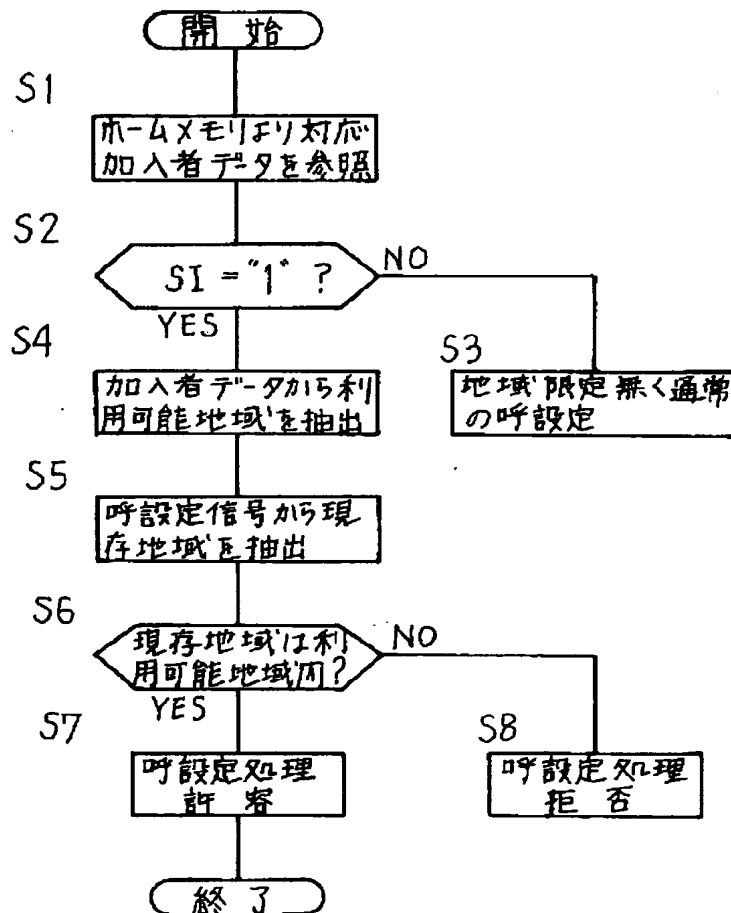 開始
S1
ホームメモリより対応
加入者データを参照
S2
SI="1"?
NO
YES
S4
加入者データから利
用可能地域を抽出
S3
地域限定無く通常
の呼設定
S5
呼設定信号から現
存地域を抽出
S6
現存地域は利
用可能地域内?
NO
YES
S7
呼設定処理
許容
S8
呼設定処理
拒否
終了